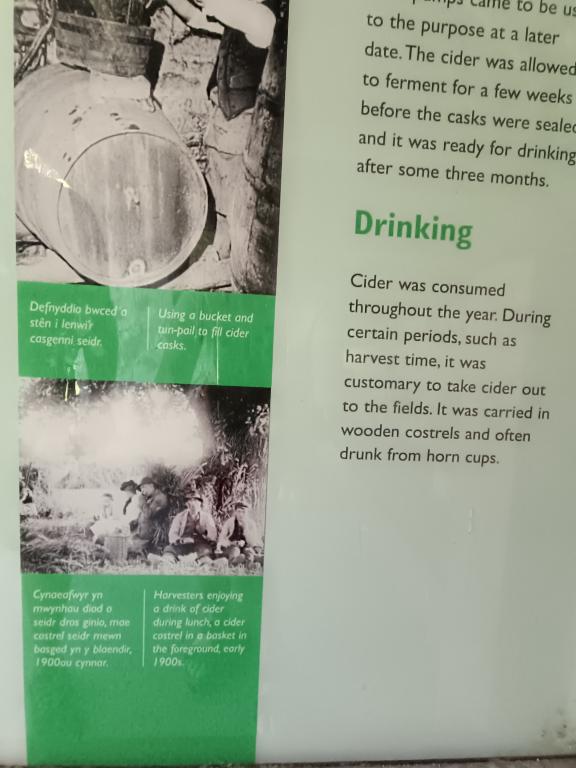 came to be us
to the purpose at a later
date. The cider was allowed
to ferment for a few weeks
before the casks were sealed
and it was ready for drinking
after some three months.
Drinking
Cider was consumed
throughout the year. During
certain periods, such as
harvest time, it was
customary to take cider out
to the fields. It was carried in
wooden costrels and often
drunk from horn cups.
Defnyddio bwced a
stên i lenwi'r
casgenni seidr.
Using a bucket and
tun-pail to fill cider
casks.
Cynaeafwyr yn
mwynhau diod o
seidr dros ginio, mae
costrel seidr mewn
basged yn y blaendir,
1900au cynnar.
Harvesters enjoying
a drink of cider
during lunch, a cider
costrel in a basket in
the foreground, early
1900s.